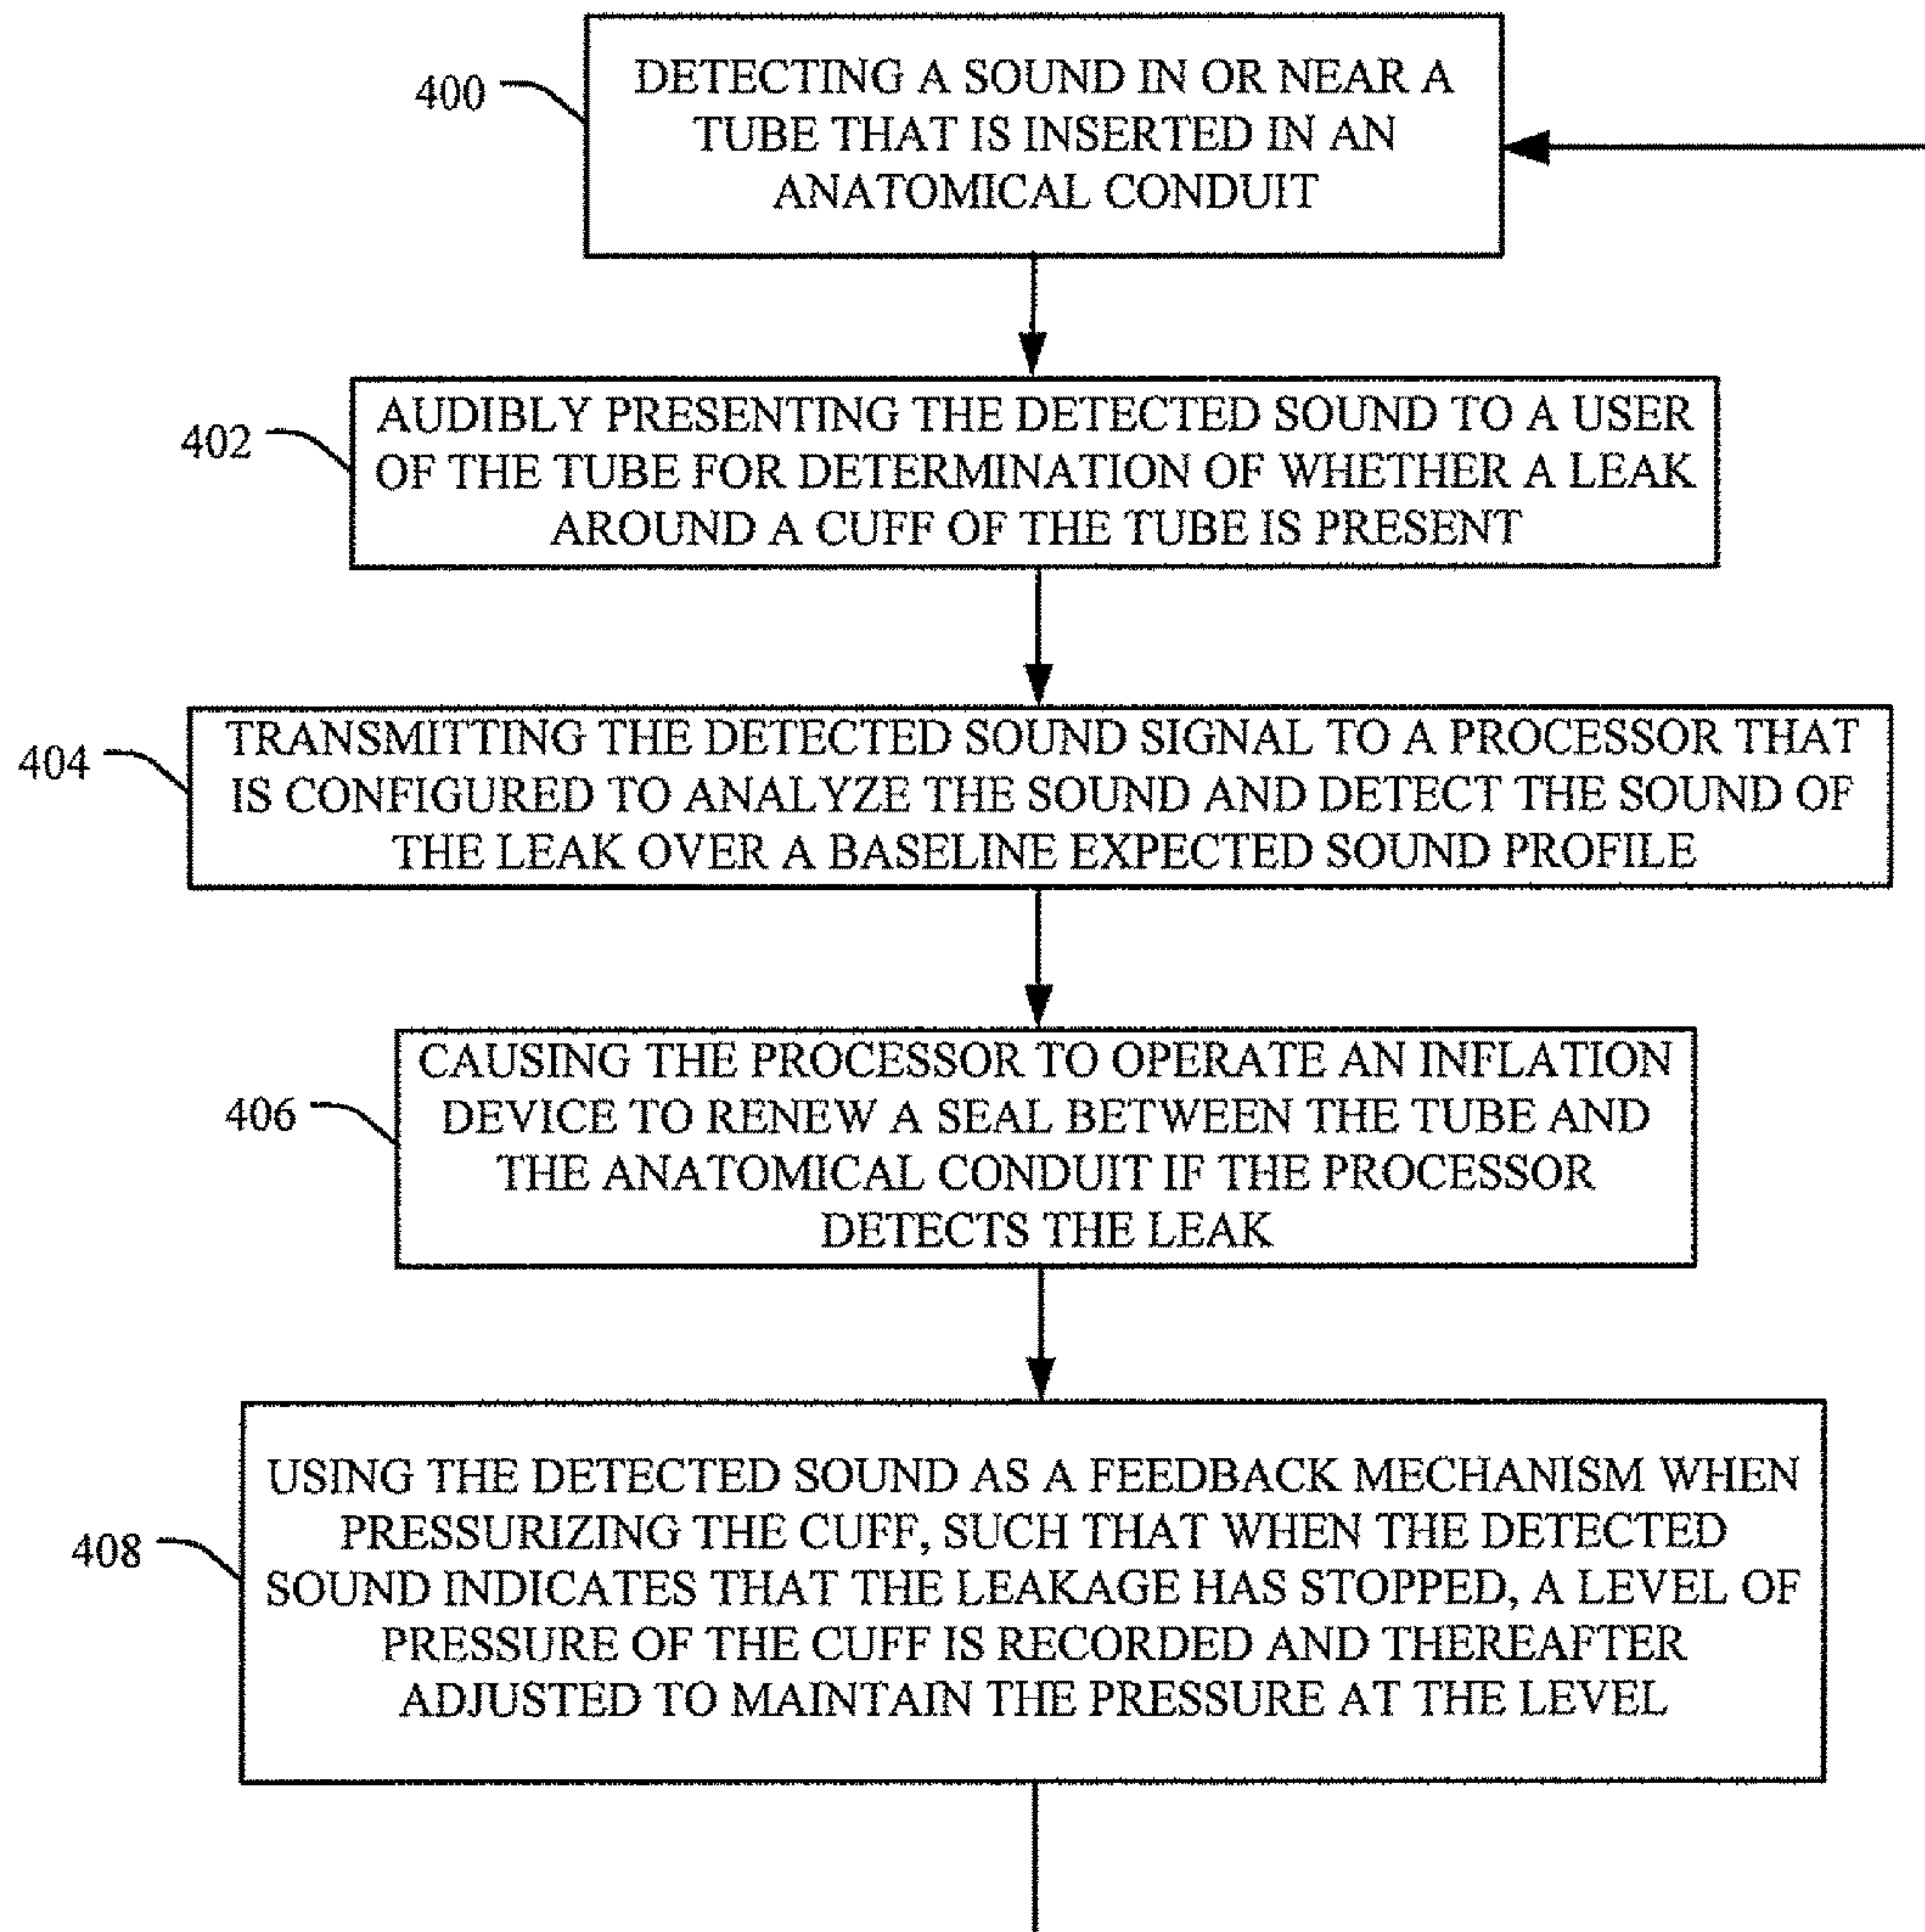 400
DETECTING A SOUND IN OR NEAR A
TUBE THAT IS INSERTED IN AN
ANATOMICAL CONDUIT
402
AUDIBLY PRESENTING THE DETECTED SOUND TO A USER
OF THE TUBE FOR DETERMINATION OF WHETHER A LEAK
AROUND A CUFF OF THE TUBE IS PRESENT
404
TRANSMITTING THE DETECTED SOUND SIGNAL TO A PROCESSOR THAT
IS CONFIGURED TO ANALYZE THE SOUND AND DETECT THE SOUND OF
THE LEAK OVER A BASELINE EXPECTED SOUND PROFILE
406
CAUSING THE PROCESSOR TO OPERATE AN INFLATION
DEVICE TO RENEW A SEAL BETWEEN THE TUBE AND
THE ANATOMICAL CONDUIT IF THE PROCESSOR
DETECTS THE LEAK
408
USING THE DETECTED SOUND AS A FEEDBACK MECHANISM WHEN
PRESSURIZING THE CUFF, SUCH THAT WHEN THE DETECTED
SOUND INDICATES THAT THE LEAKAGE HAS STOPPED, A LEVEL OF
PRESSURE OF THE CUFF IS RECORDED AND THEREAFTER
ADJUSTED TO MAINTAIN THE PRESSURE AT THE LEVEL